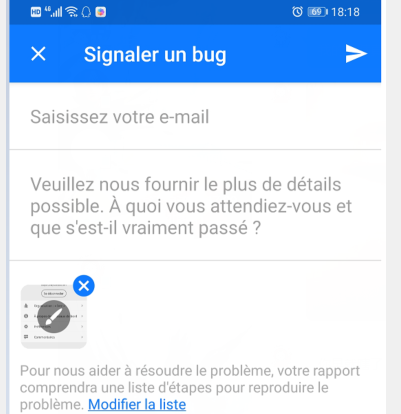 HD 4G 69 18:18
Signaler un bug
Saisissez votre e-mail
Veuillez nous fournir le plus de détails
possible. À quoi vous attendiez-vous et
que s'est-il vraiment passé ?
Pour nous aider à résoudre le problème, votre rapport
comprendra une liste d'étapes pour reproduire le
problème. Modifier la liste